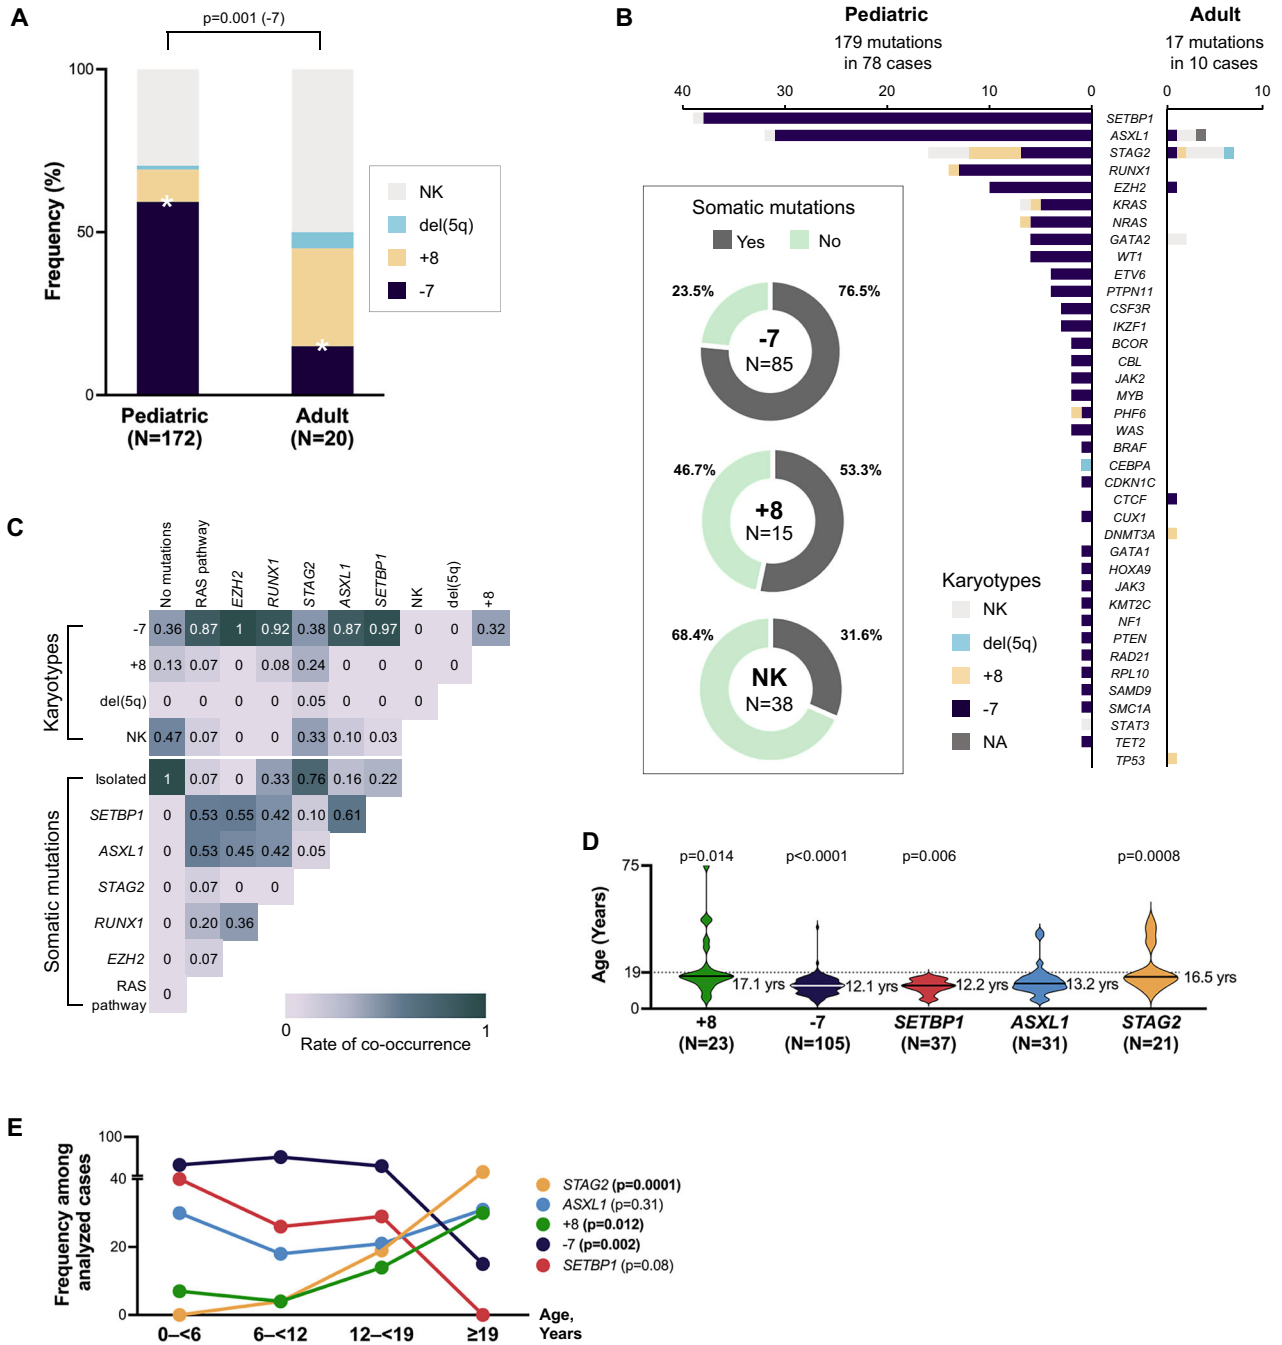 A
p=0.001 (-7)
100
50
0
Frequency (%)
*
*
Pediatric
(N=172)
Adult
(N=20)
NK
del(5q)
+8
-7
B
Pediatric
179 mutations
in 78 cases
Adult
17 mutations
in 10 cases
40
30
20
10
0
0
10
SETBP1
ASXL1
STAG2
RUNX1
EZH2
KRAS
NRAS
GATA2
WT1
ETV6
PTPN11
CSF3R
IKZF1
BCOR
CBL
JAK2
MYB
PHF6
WAS
BRAF
CEBPA
CDKN1C
CTCF
CUX1
DNMT3A
GATA1
HOXA9
JAK3
KMT2C
NF1
PTEN
RAD21
RPL10
SAMD9
SMC1A
STAT3
TET2
TP53
Somatic mutations
Yes
No
23.5%
76.5%
-7
N=85
46.7%
53.3%
+8
N=15
68.4%
31.6%
NK
N=38
Karyotypes
NK
del(5q)
+8
-7
NA
C
No mutations
RAS pathway
EZH2
RUNX1
STAG2
ASXL1
SETBP1
NK
del(5q)
+8
Karyotypes
-7 0.36 0.87 1 0.92 0.38 0.87 0.97 0 0 0.32
+8 0.13 0.07 0 0.08 0.24 0 0 0 0
del(5q) 0 0 0 0 0.05 0 0 0
NK 0.47 0.07 0 0 0.33 0.10 0.03
Somatic mutations
Isolated 1 0.07 0 0.33 0.76 0.16 0.22
SETBP1 0 0.53 0.55 0.42 0.10 0.61
ASXL1 0 0.53 0.45 0.42 0.05
STAG2 0 0.07 0 0
RUNX1 0 0.20 0.36
EZH2 0 0.07
RAS
pathway 0
0
1
Rate of co-occurrence
D
Age (Years)
75
19
0
p=0.014
p<0.0001
p=0.006
p=0.0008
17.1 yrs
12.1 yrs
12.2 yrs
13.2 yrs
16.5 yrs
+8
(N=23)
-7
(N=105)
SETBP1
(N=37)
ASXL1
(N=31)
STAG2
(N=21)
E
Frequency among
analyzed cases
100
40
20
0
0–<6
6–<12
12–<19
≥19
Age,
Years
STAG2 (p=0.0001)
ASXL1 (p=0.31)
+8 (p=0.012)
-7 (p=0.002)
SETBP1 (p=0.08)